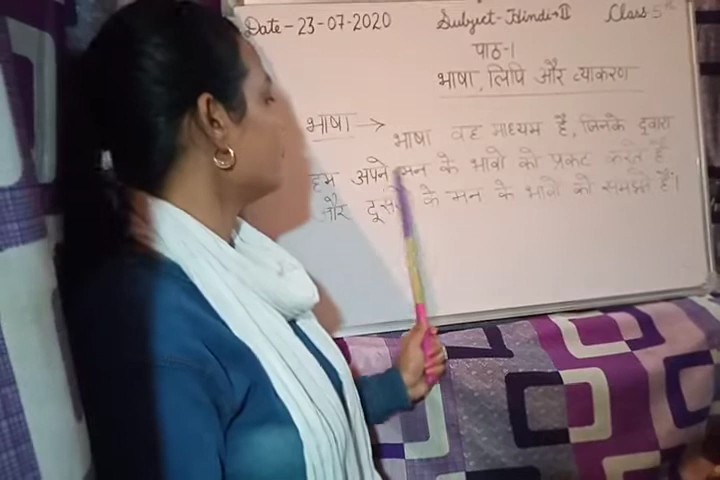 Date-23-07-2020 Subject-Hindi-II Class 5th
पाठ-1
भाषा, लिपि और व्याकरण
भाषा → भाषा वह माध्यम है, जिनके द्वारा
हम अपने मन के भावो को प्रकट करते है
और दूसरो के मन के भावो को समझते है।